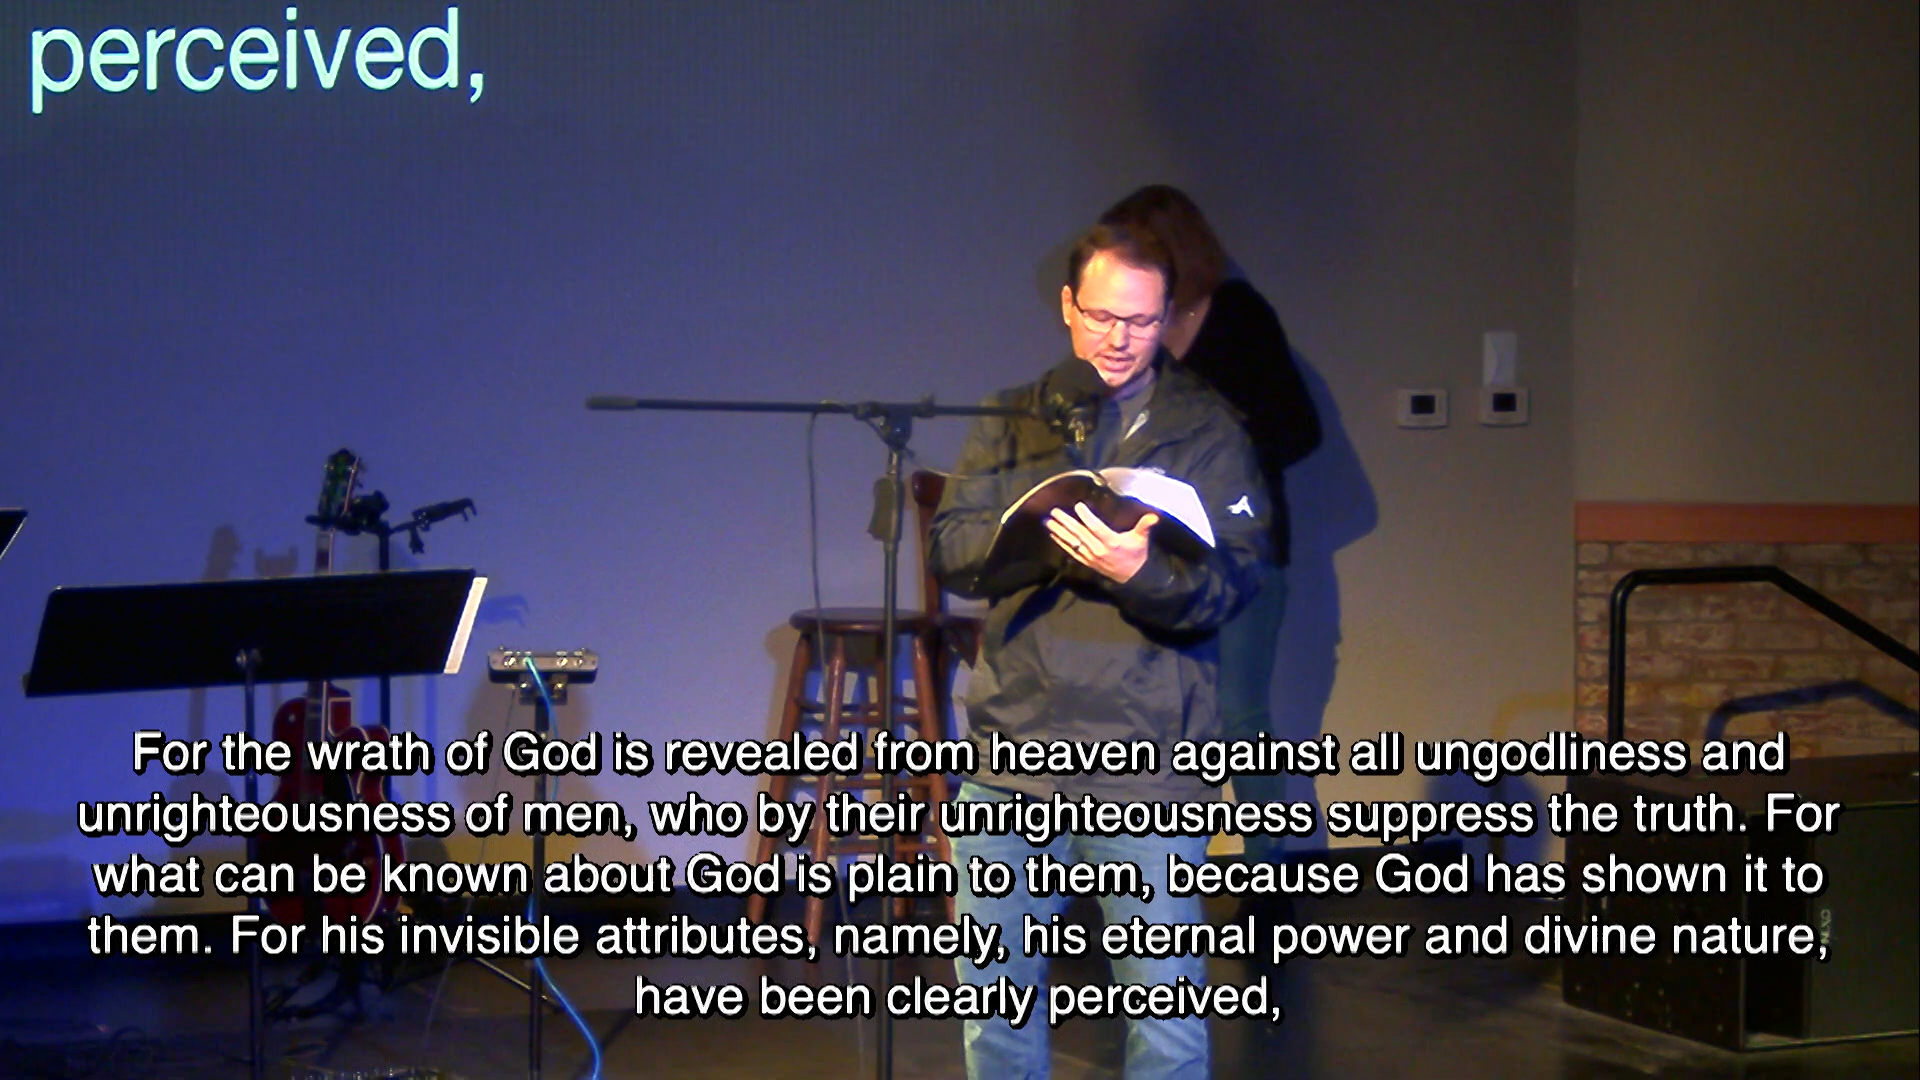 perceived,
For the wrath of God is revealed from heaven against all ungodliness and
unrighteousness of men, who by their unrighteousness suppress the truth. For
what can be known about God is plain to them, because God has shown it to
them. For his invisible attributes, namely, his eternal power and divine nature,
have been clearly perceived,